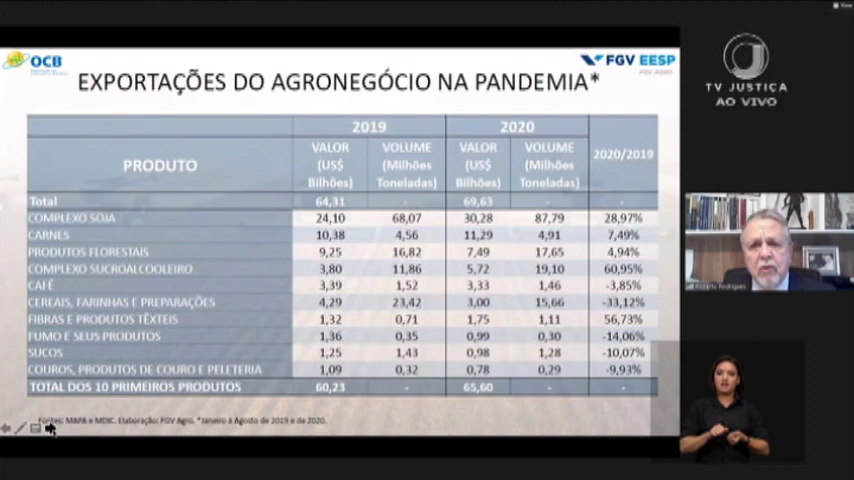 View
OCB
FGV EESP
FGV AGRO
EXPORTAÇÕES DO AGRONEGÓCIO NA PANDEMIA*
TV JUSTIÇA
AO VIVO
2019 2020
PRODUTO VALOR (US$ Bilhões) VOLUME (Milhões Toneladas) VALOR (US$ Bilhões) VOLUME (Milhões Toneladas) 2020/2019
Total 64,31 - 69,63 - -
COMPLEXO SOJA 24,10 68,07 30,28 87,79 28,97%
CARNES 10,38 4,56 11,29 4,91 7,49%
PRODUTOS FLORESTAIS 9,25 16,82 7,49 17,65 4,94%
COMPLEXO SUCROALCOOLEIRO 3,80 11,86 5,72 19,10 60,95%
CAFÉ 3,39 1,52 3,33 1,46 -3,85%
CEREAIS, FARINHAS E PREPARAÇÕES 4,29 23,42 3,00 15,66 -33,12%
FIBRAS E PRODUTOS TÊXTEIS 1,32 0,71 1,75 1,11 56,73%
FUMO E SEUS PRODUTOS 1,36 0,35 0,99 0,30 -14,06%
SUCOS 1,25 1,43 0,98 1,28 -10,07%
COUROS, PRODUTOS DE COURO E PELETERIA 1,09 0,32 0,78 0,29 -9,93%
TOTAL DOS 10 PRIMEIROS PRODUTOS 60,23 - 65,60 - -
Fontes: MAPA e MDIC. Elaboração: FGV Agro. *Janeiro à Agosto de 2019 e de 2020.
Roberto Rodrigues